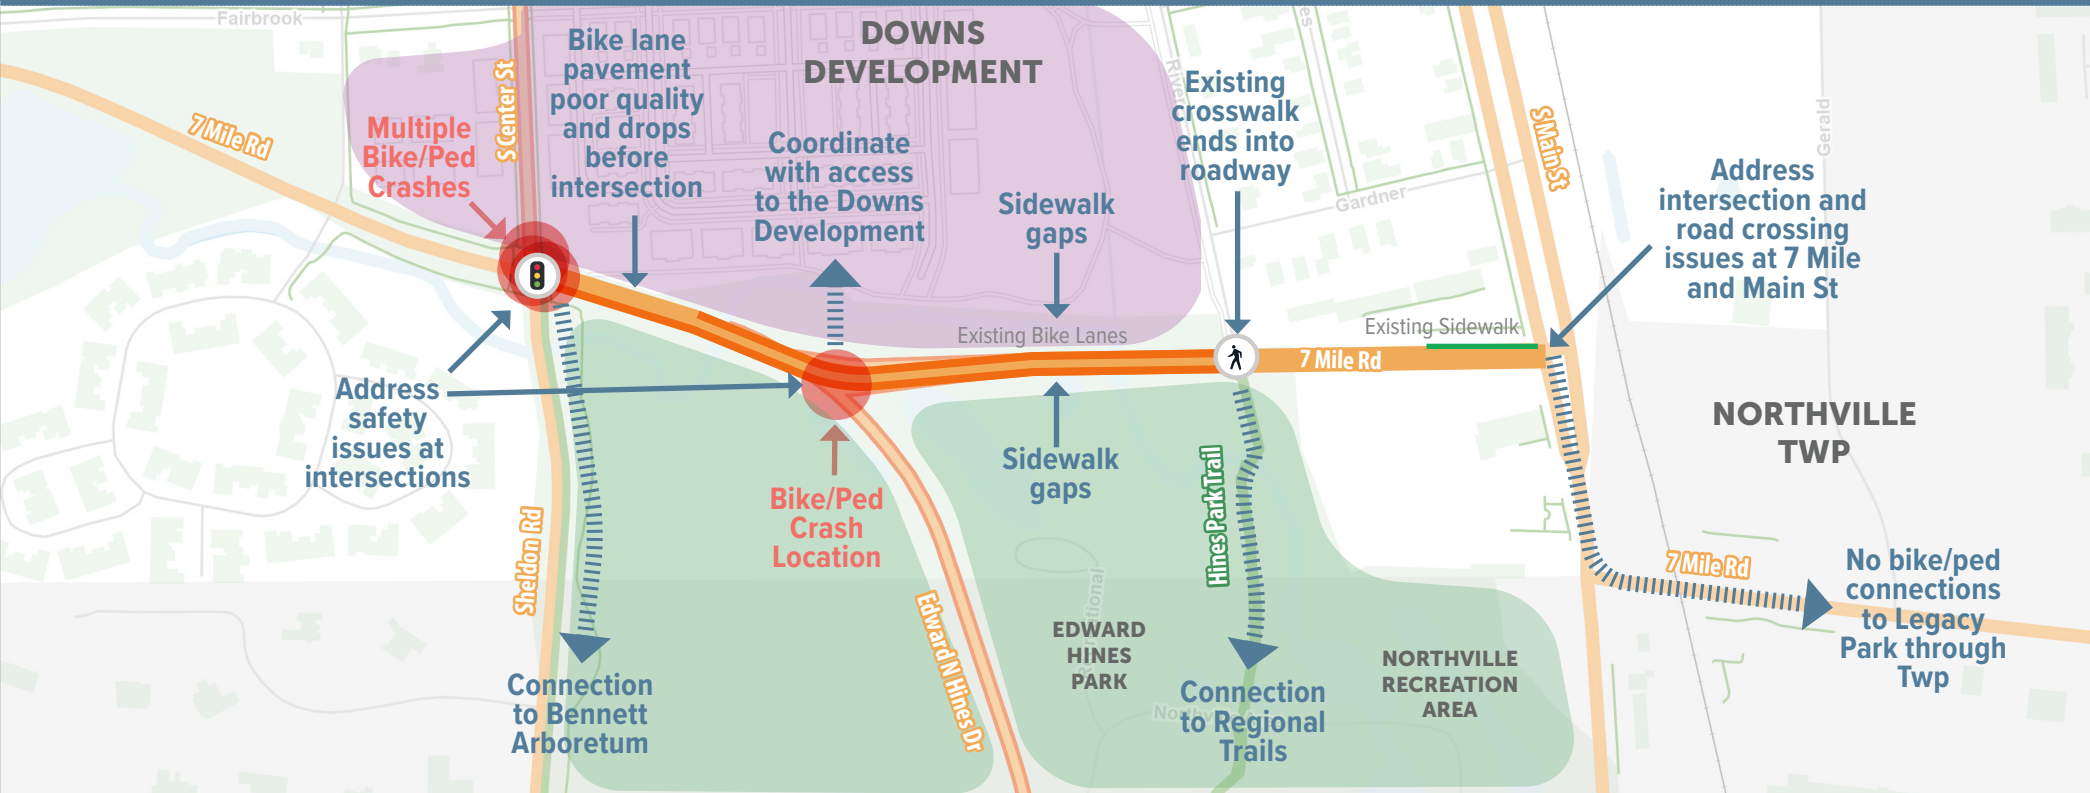 Fairbrook
7 Mile Rd
Multiple
Bike/Ped
Crashes
S Center St
Bike lane
pavement
poor quality
and drops
before
intersection
DOWNS
DEVELOPMENT
Coordinate
with access
to the Downs
Development
Sidewalk
gaps
Existing
crosswalk
ends into
roadway
River
Gardner
S Main St
Gerald
Address
intersection and
road crossing
issues at 7 Mile
and Main St
Existing Bike Lanes
Existing Sidewalk
7 Mile Rd
Address
safety
issues at
intersections
Bike/Ped
Crash
Location
Sidewalk
gaps
Hines Park Trail
NORTHVILLE
TWP
Sheldon Rd
Edward N Hines Dr
EDWARD
HINES
PARK
NORTHVILLE
RECREATION
AREA
7 Mile Rd
No bike/ped
connections
to Legacy
Park through
Twp
Connection
to Bennett
Arboretum
Connection
to Regional
Trails